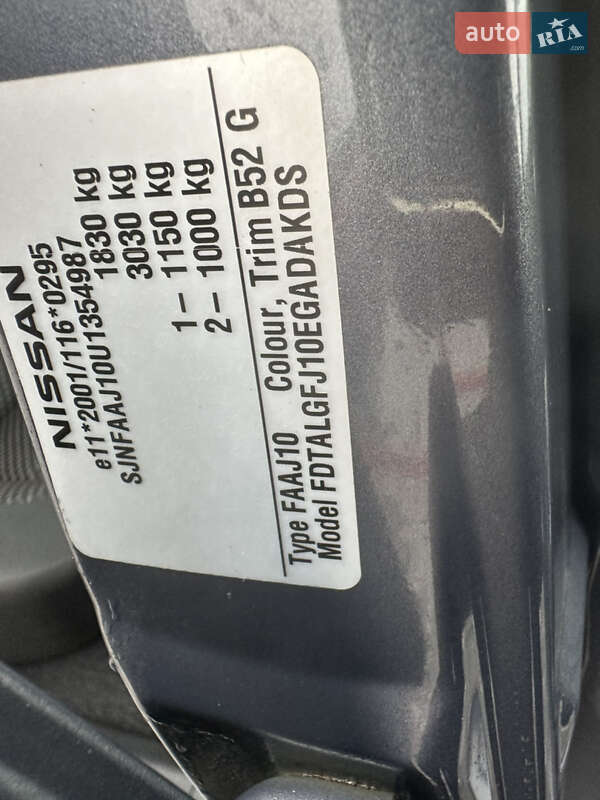 NISSAN
e11*2001/116*0295
SJNFAAJ10U1354987
1830 kg
3030 kg
1– 1150 kg
2– 1000 kg
Type FAAJ10 Colour, Trim B52 G
Model FDTALGFJ10EGADAKDS
auto RIA.com